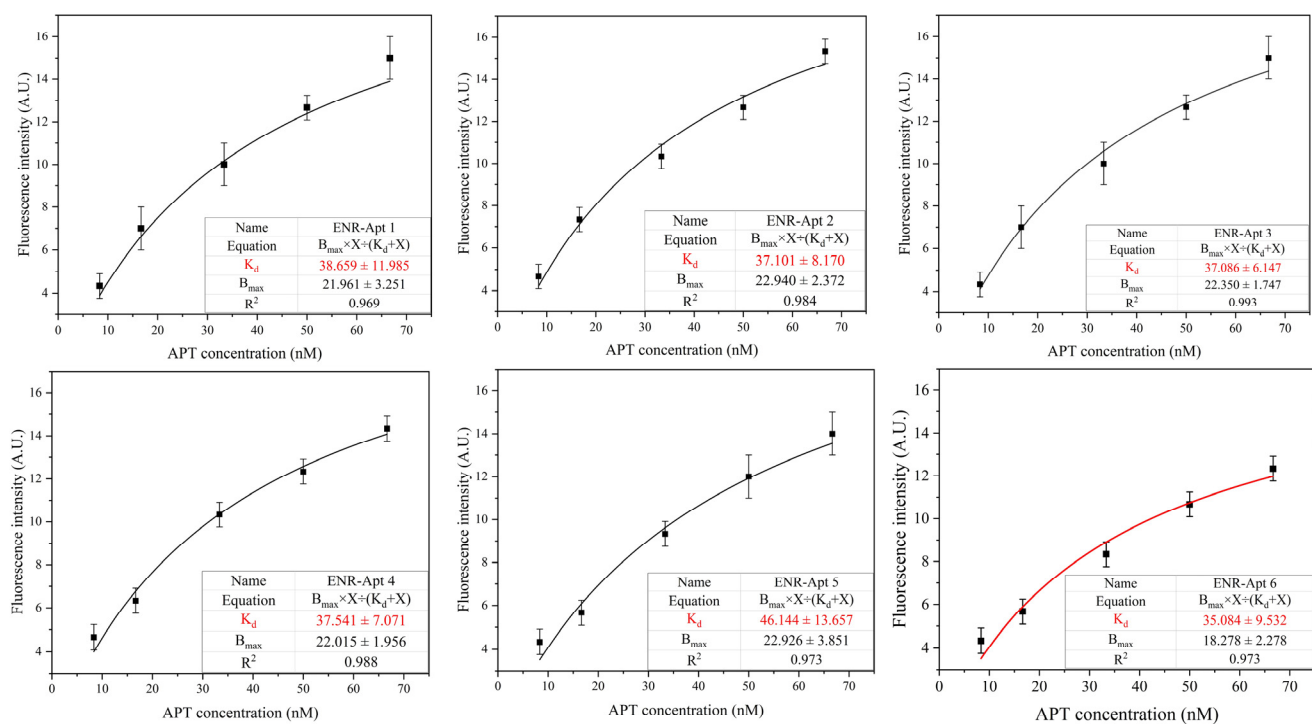 Fluorescence intensity (A.U.)
16
14
12
10
8
6
4
0 10 20 30 40 50 60 70
APT concentration (nM)
Name ENR-Apt 1
Equation Bmax×X÷(Kd+X)
Kd 38.659 ± 11.985
Bmax 21.961 ± 3.251
R² 0.969
Fluorescence intensity (A.U.)
16
14
12
10
8
6
4
0 10 20 30 40 50 60 70
APT concentration (nM)
Name ENR-Apt 2
Equation Bmax×X÷(Kd+X)
Kd 37.101 ± 8.170
Bmax 22.940 ± 2.372
R² 0.984
Fluorescence intensity (A.U.)
16
14
12
10
8
6
4
0 10 20 30 40 50 60 70
APT concentration (nM)
Name ENR-Apt 3
Equation Bmax×X÷(Kd+X)
Kd 37.086 ± 6.147
Bmax 22.350 ± 1.747
R² 0.993
Fluorescence intensity (A.U.)
16
14
12
10
8
6
4
0 10 20 30 40 50 60 70
APT concentration (nM)
Name ENR-Apt 4
Equation Bmax×X÷(Kd+X)
Kd 37.541 ± 7.071
Bmax 22.015 ± 1.956
R² 0.988
Fluorescence intensity (A.U.)
16
14
12
10
8
6
4
0 10 20 30 40 50 60 70
APT concentration (nM)
Name ENR-Apt 5
Equation Bmax×X÷(Kd+X)
Kd 46.144 ± 13.657
Bmax 22.926 ± 3.851
R² 0.973
Fluorescence intensity (A.U.)
16
14
12
10
8
6
4
0 10 20 30 40 50 60 70
APT concentration (nM)
Name ENR-Apt 6
Equation Bmax×X÷(Kd+X)
Kd 35.084 ± 9.532
Bmax 18.278 ± 2.278
R² 0.973